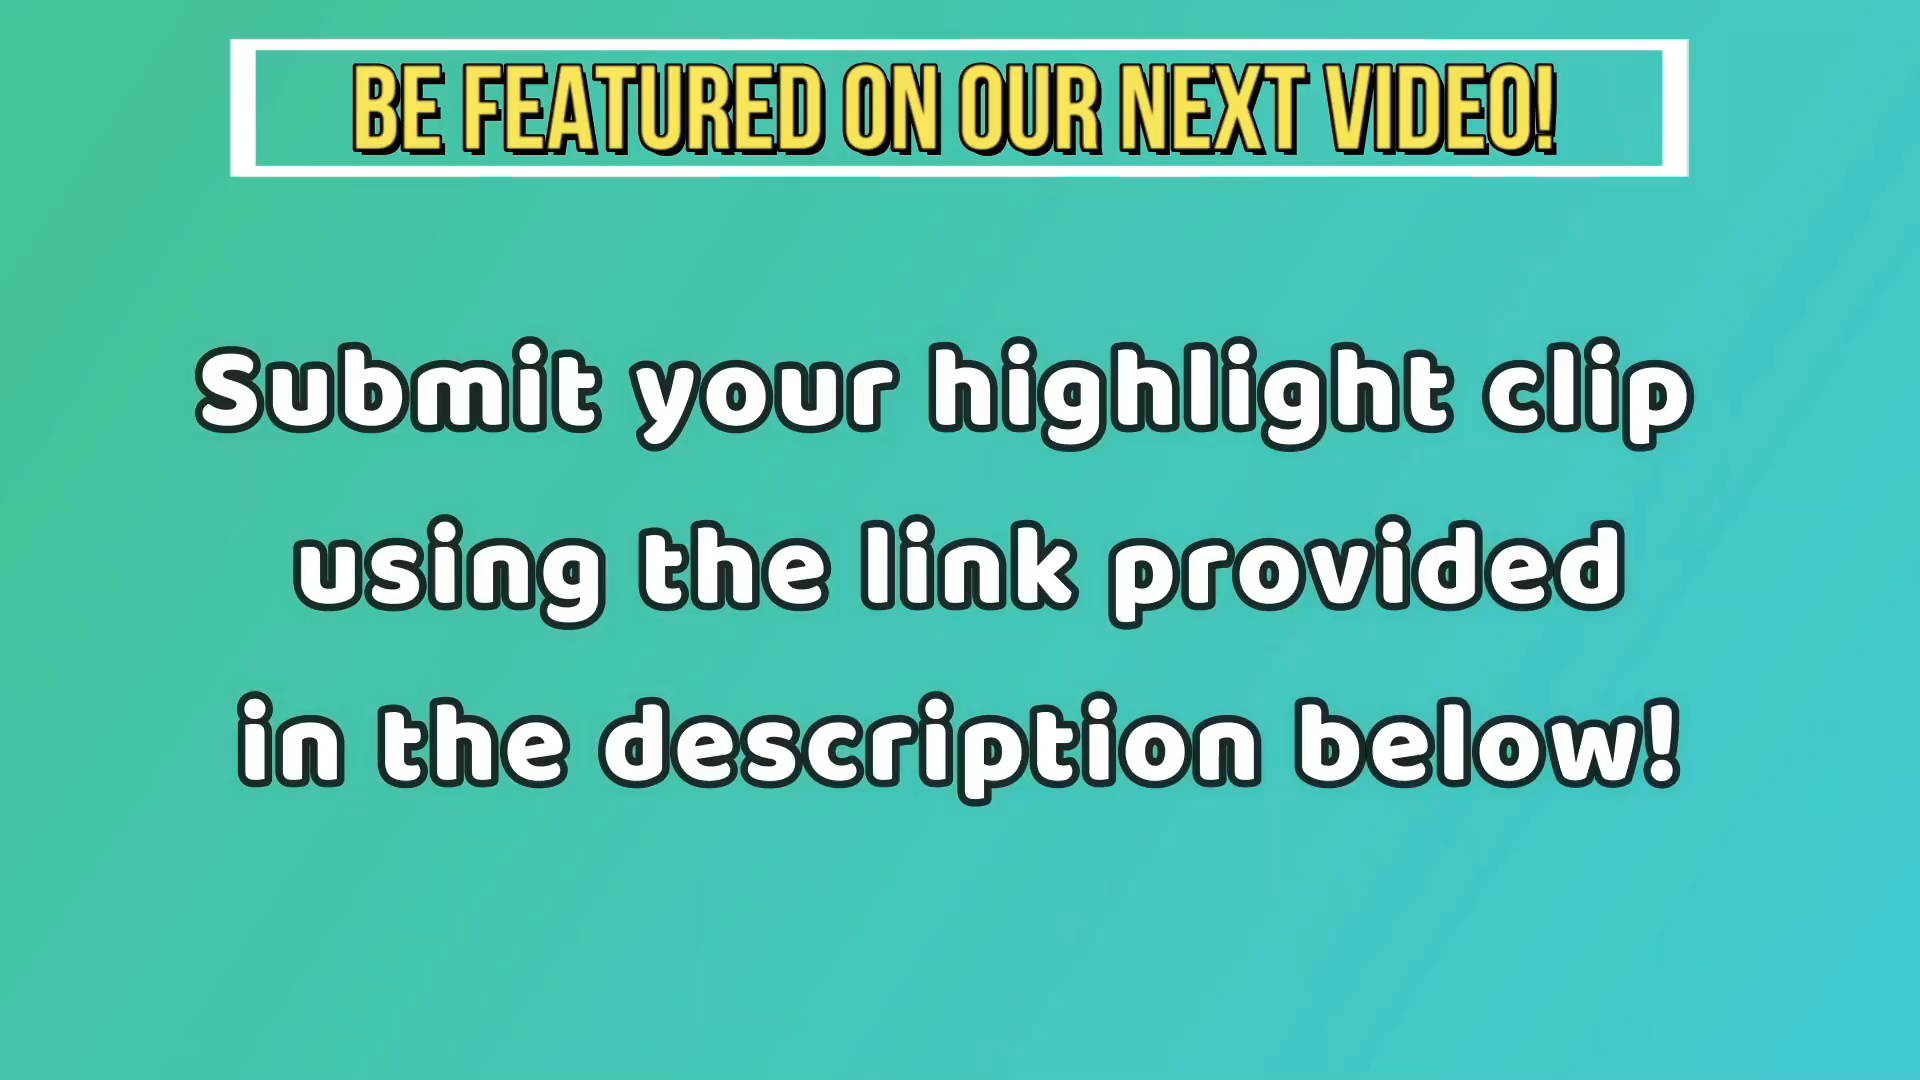 BE FEATURED ON OUR NEXT VIDEO!
Submit your highlight clip
using the link provided
in the description below!